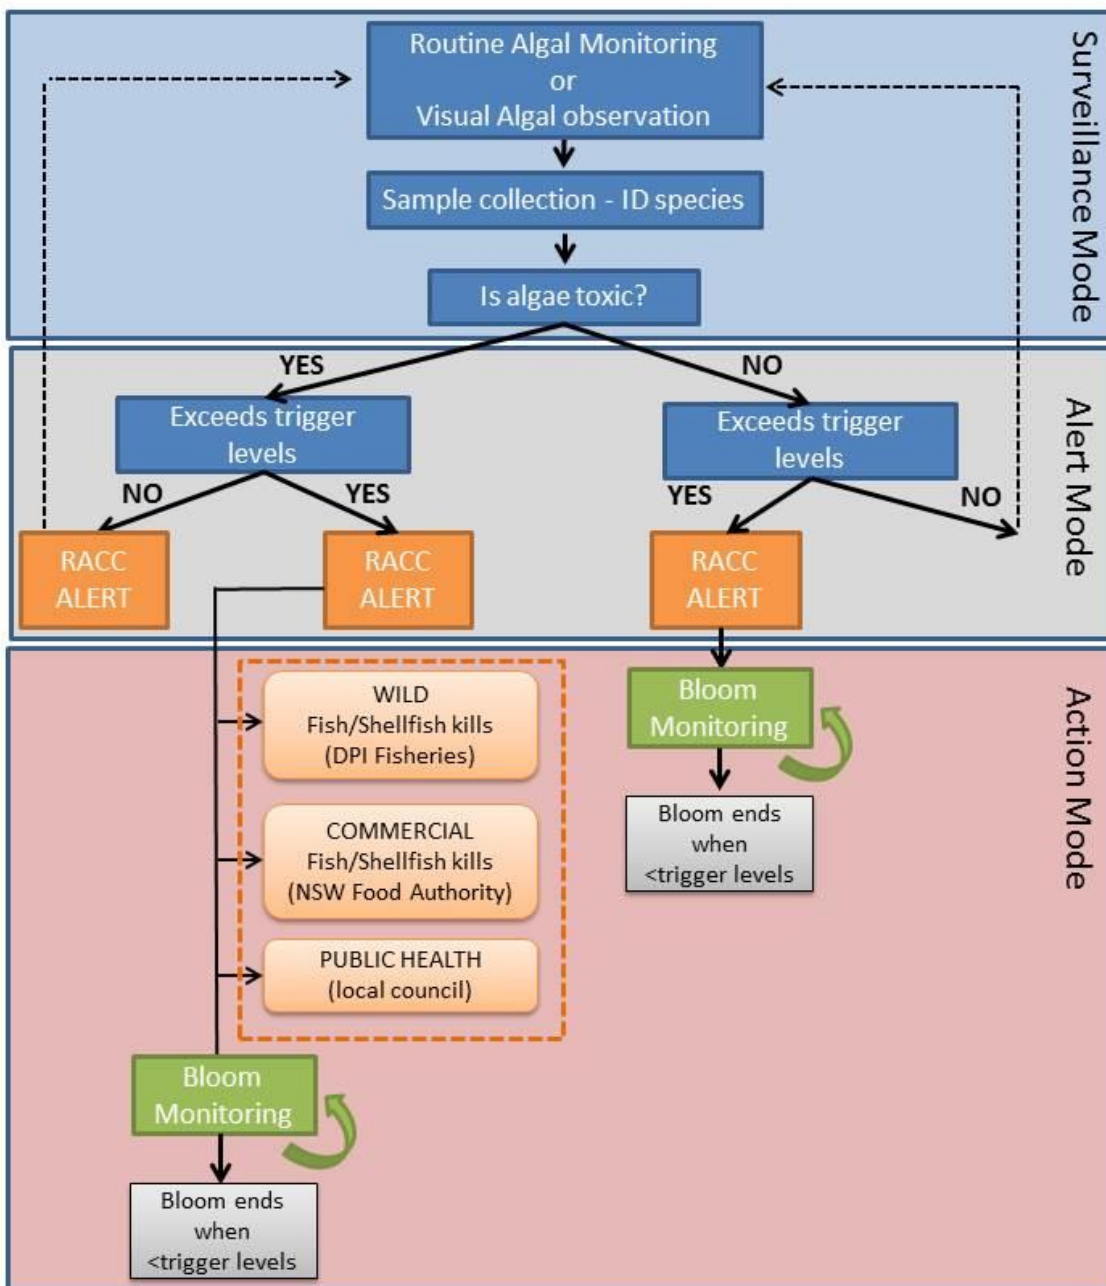 Routine Algal Monitoring
or
Visual Algal observation
Sample collection - ID species
Is algae toxic?
Surveillance Mode
YES
NO
Exceeds trigger
levels
Exceeds trigger
levels
NO
YES
YES
NO
RACC
ALERT
RACC
ALERT
RACC
ALERT
Alert Mode
WILD
Fish/Shellfish kills
(DPI Fisheries)
COMMERCIAL
Fish/Shellfish kills
(NSW Food Authority)
PUBLIC HEALTH
(local council)
Bloom
Monitoring
Bloom ends
when
<trigger levels
Bloom
Monitoring
Bloom ends
when
<trigger levels
Action Mode